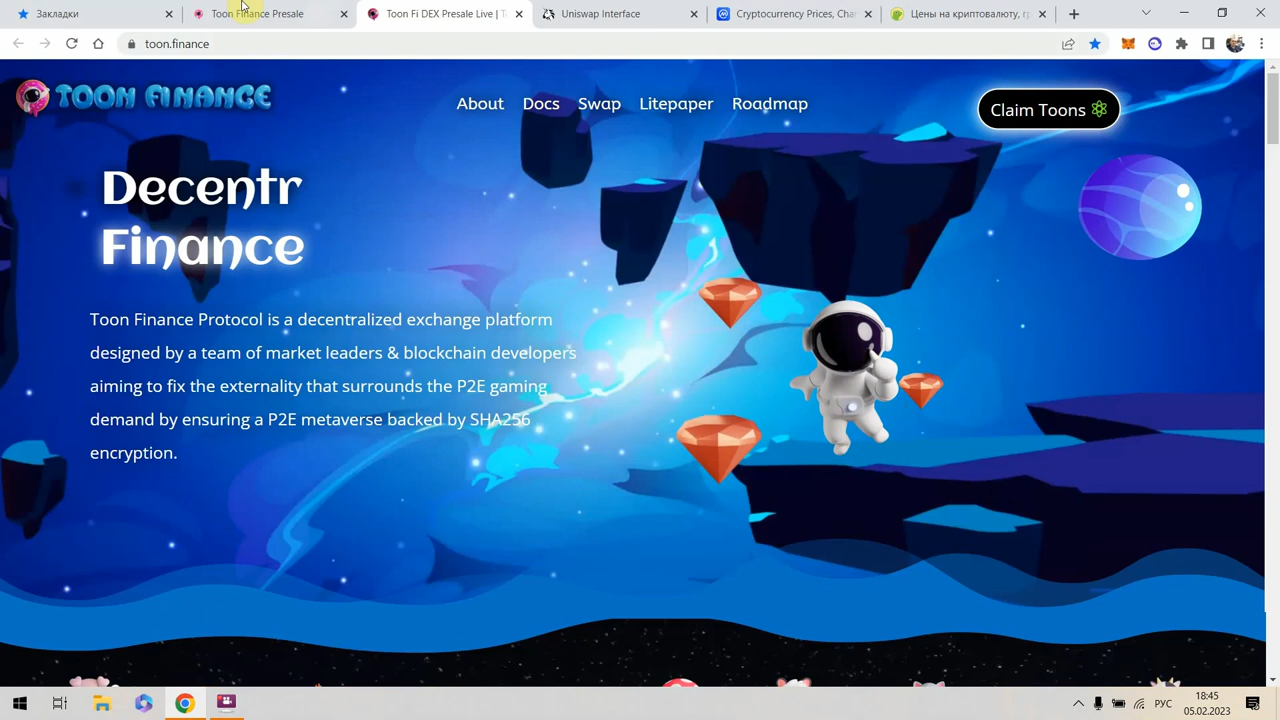 Закладки
Toon Finance Presale
Toon Fi DEX Presale Live | T
Uniswap Interface
Cryptocurrency Prices, Cha
Цены на криптовалюту, г
toon.finance
TOON FINANCE
About
Docs
Swap
Litepaper
Roadmap
Claim Toons
Decentr
Finance
Toon Finance Protocol is a decentralized exchange platform
designed by a team of market leaders & blockchain developers
aiming to fix the externality that surrounds the P2E gaming
demand by ensuring a P2E metaverse backed by SHA256
encryption.
РУС
18:45
05.02.2023